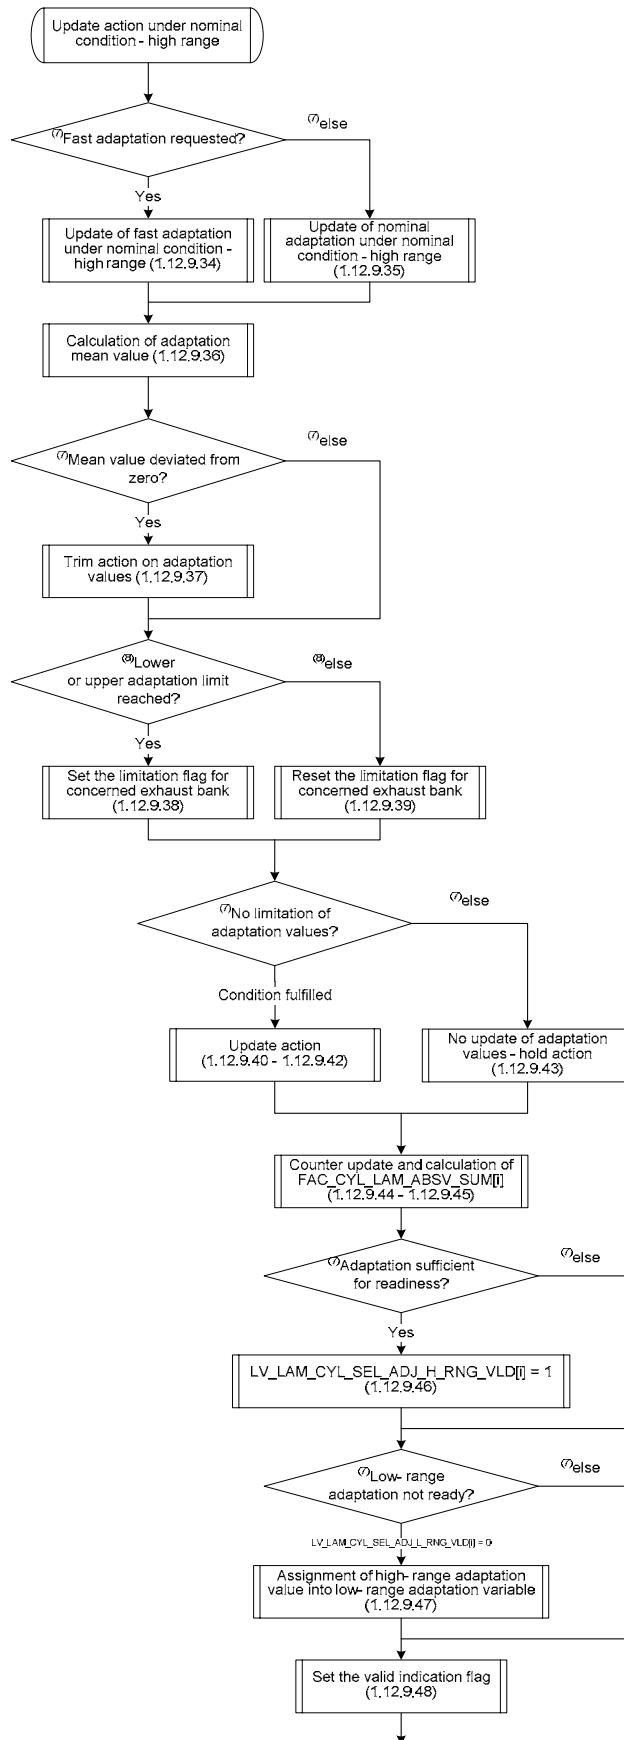 Update action under nominal
condition - high range
(7)Fast adaptation requested?
(7)else
Yes
Update of fast adaptation
under nominal condition -
high range (1.12.9.34)
Update of nominal
adaptation under nominal
condition - high range
(1.12.9.35)
Calculation of adaptation
mean value (1.12.9.36)
(7)Mean value deviated from
zero?
(7)else
Yes
Trim action on adaptation
values (1.12.9.37)
(8)Lower
or upper adaptation limit
reached?
(8)else
Yes
Set the limitation flag for
concerned exhaust bank
(1.12.9.38)
Reset the limitation flag for
concerned exhaust bank
(1.12.9.39)
(7)No limitation of
adaptation values?
(7)else
Condition fulfilled
Update action
(1.12.9.40 - 1.12.9.42)
No update of adaptation
values - hold action
(1.12.9.43)
Counter update and calculation of
FAC_CYL_LAM_ABSV_SUM[i]
(1.12.9.44 - 1.12.9.45)
(7)Adaptation sufficient
for readiness?
(7)else
Yes
LV_LAM_CYL_SEL_ADJ_H_RNG_VLD[i] = 1
(1.12.9.46)
(7)Low- range
adaptation not ready?
(7)else
LV_LAM_CYL_SEL_ADJ_L_RNG_VLD[i] = 0
Assignment of high- range adaptation
value into low- range adaptation variable
(1.12.9.47)
Set the valid indication flag
(1.12.9.48)